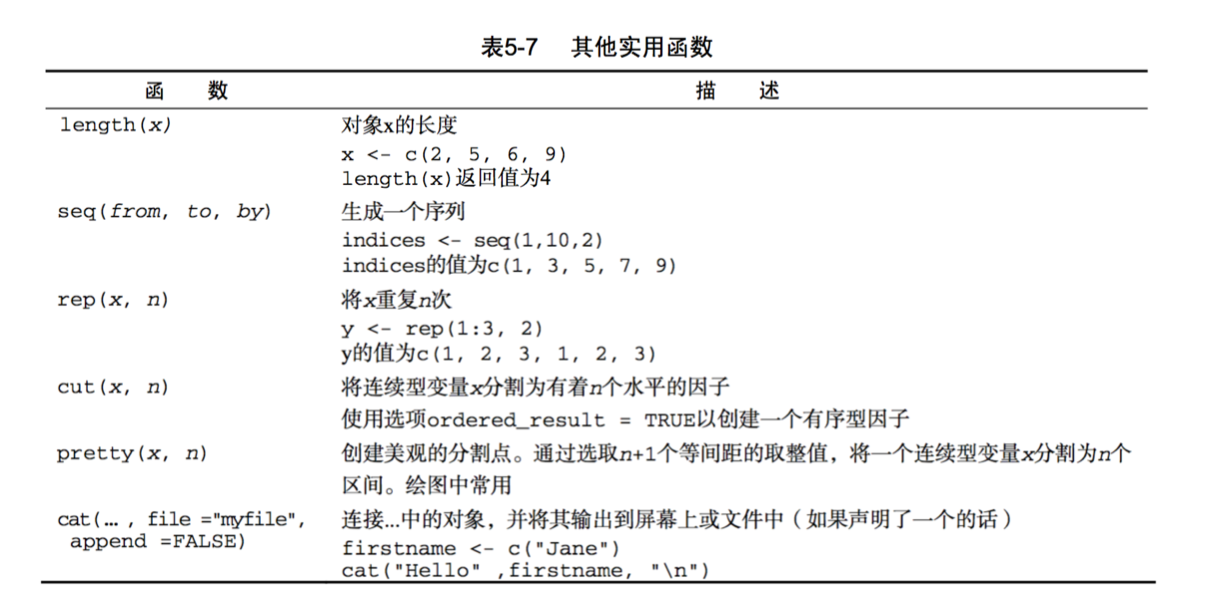 表5-7 其他实用函数
函 数 描 述
length(x) 对象x的长度
x <- c(2, 5, 6, 9)
length(x)返回值为4
seq(from, to, by) 生成一个序列
indices <- seq(1,10,2)
indices的值为c(1, 3, 5, 7, 9)
rep(x, n) 将x重复n次
y <- rep(1:3, 2)
y的值为c(1, 2, 3, 1, 2, 3)
cut(x, n) 将连续型变量x分割为有着n个水平的因子
使用选项ordered_result = TRUE以创建一个有序型因子
pretty(x, n) 创建美观的分割点。通过选取n+1个等间距的取整值，将一个连续型变量x分割为n个
区间。绘图中常用
cat(… , file ="myfile", 连接…中的对象，并将其输出到屏幕上或文件中（如果声明了一个的话）
append =FALSE)
firstname <- c("Jane")
cat("Hello" ,firstname, "\n")